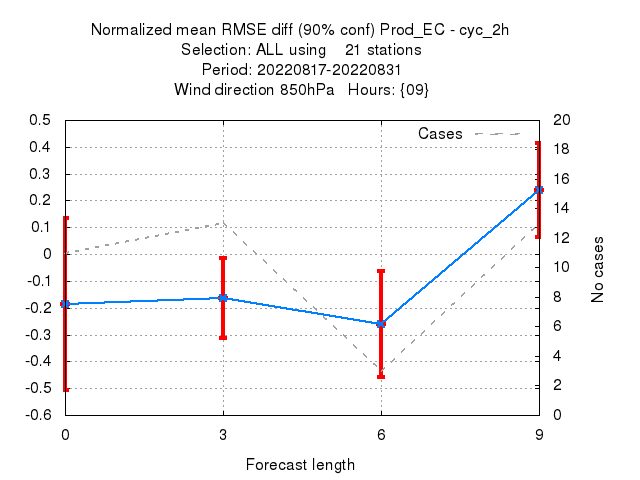 Normalized mean RMSE diff (90% conf) Prod_EC - cyc_2h
Selection: ALL using    21 stations
Period: 20220817-20220831
Wind direction 850hPa   Hours: {09}
Cases
0.5
0.4
0.3
0.2
0.1
0
-0.1
-0.2
-0.3
-0.4
-0.5
-0.6
20
18
16
14
12
10
8
6
4
2
0
No cases
0 3 6 9
Forecast length